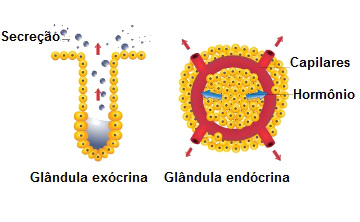 Secreção
Capilares
Hormônio
Glândula exócrina
Glândula endócrina